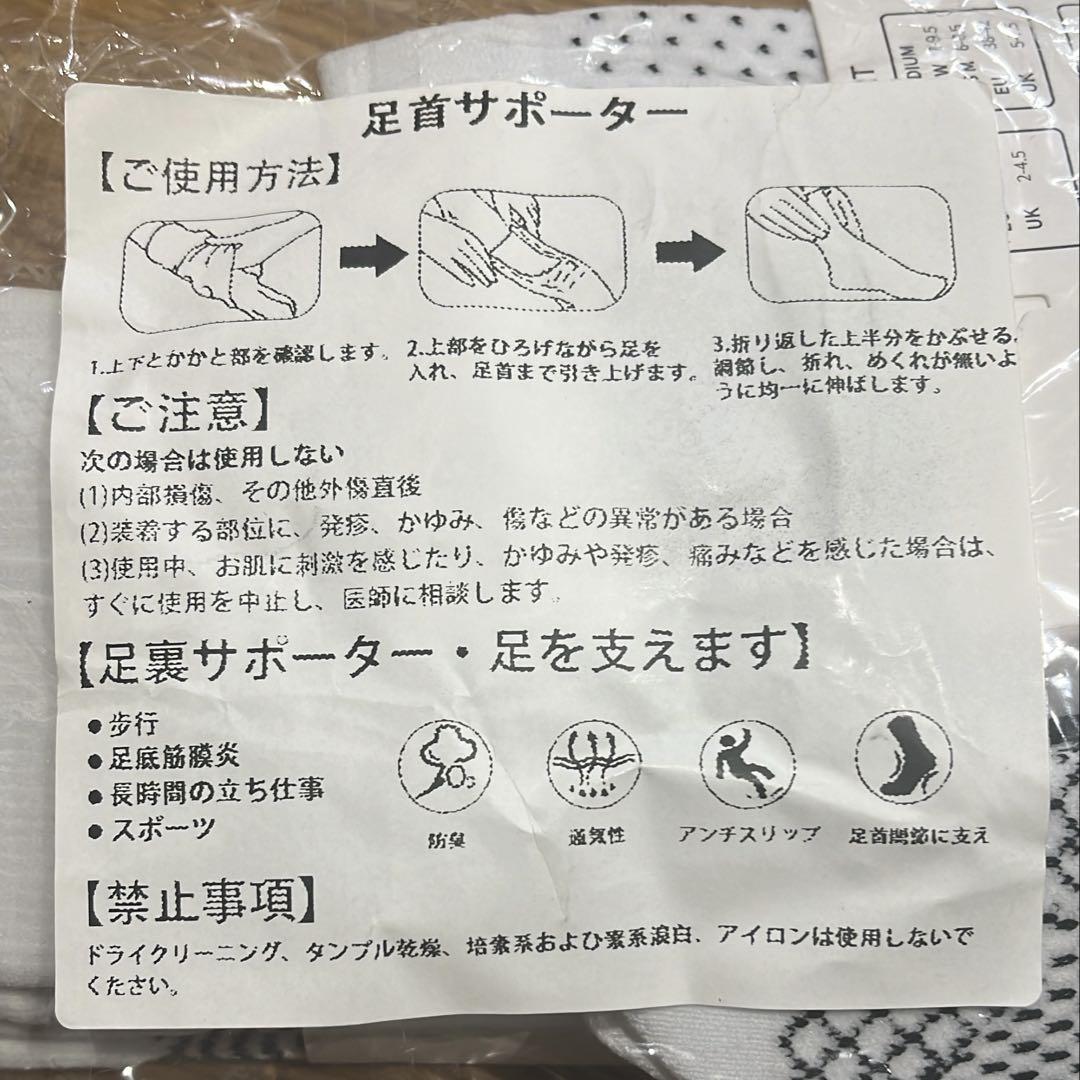 足首サポーター
【ご使用方法】
1.上下とかかと部を確認します。
2.上部をひろげながら足を
入れ、足首まで引き上げます。
3.折り返した上半分をかぶせる。
調節し、折れ、めくれが無いよ
うに均一に伸ばします。
【ご注意】
次の場合は使用しない
(1)内部損傷、その他外傷直後
(2)装着する部位に、発疹、かゆみ、傷などの異常がある場合
(3)使用中、お肌に刺激を感じたり、かゆみや発疹、痛みなどを感じた場合は、
すぐに使用を中止し、医師に相談します。
【足裏サポーター・足を支えます】
●歩行
●足底筋膜炎
●長時間の立ち仕事
●スポーツ
防臭
通気性
アンチスリップ
足首関節に支え
【禁止事項】
ドライクリーニング、タンプル乾燥、および、アイロンは使用しないで
ください。
EU
UK
UK 2-4.5